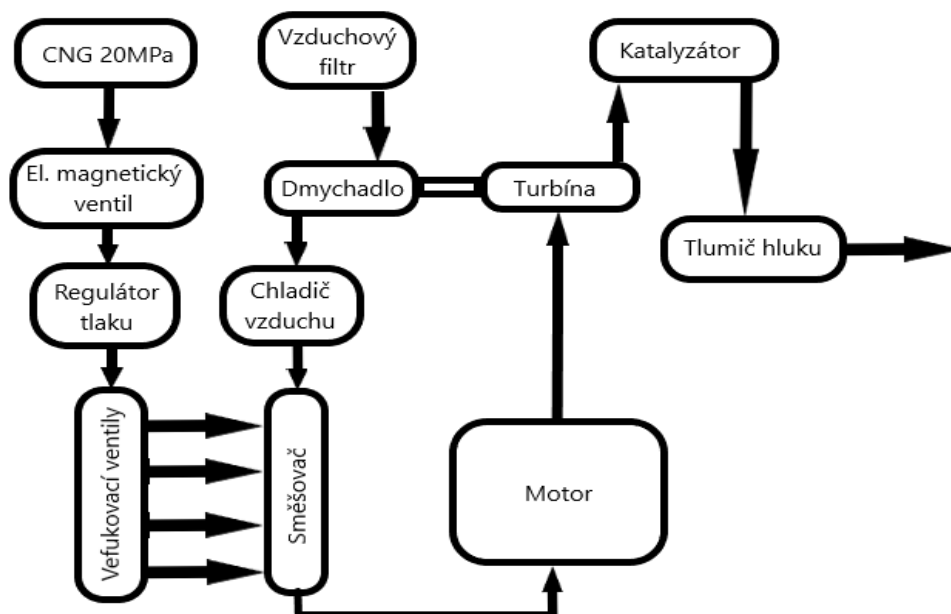 CNG 20MPa
Vzduchový
filtr
Katalyzátor
El. magnetický
ventil
Dmychadlo
Turbína
Tlumič hluku
Regulátor
tlaku
Chladič
vzduchu
Vefukovací ventily
Směšovač
Motor